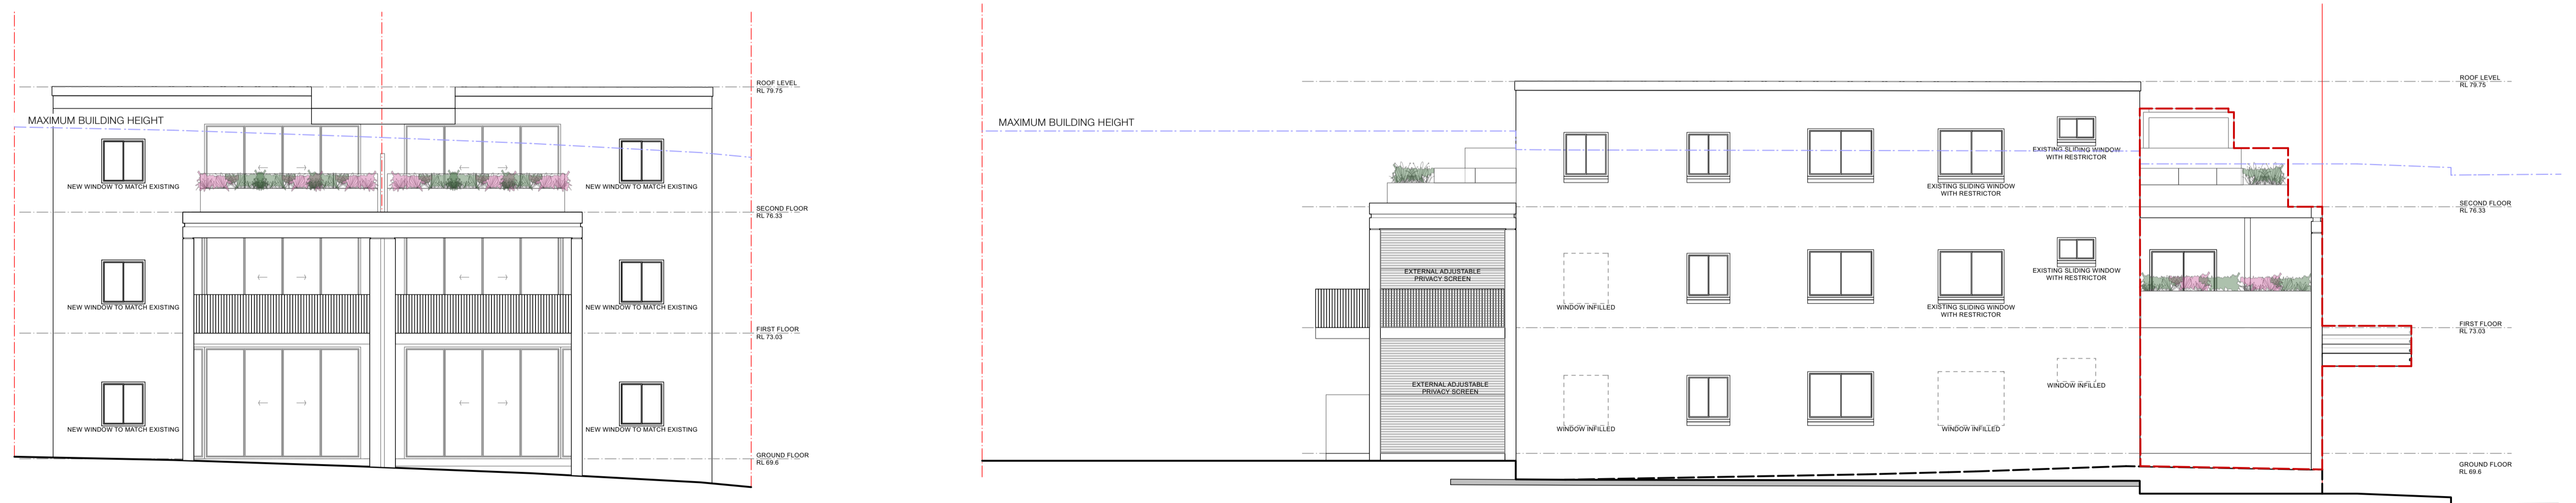 ROOF LEVEL
RL 79.75
MAXIMUM BUILDING HEIGHT
NEW WINDOW TO MATCH EXISTING
NEW WINDOW TO MATCH EXISTING
SECOND FLOOR
RL 76.33
NEW WINDOW TO MATCH EXISTING
NEW WINDOW TO MATCH EXISTING
FIRST FLOOR
RL 73.03
NEW WINDOW TO MATCH EXISTING
NEW WINDOW TO MATCH EXISTING
GROUND FLOOR
RL 69.6
ROOF LEVEL
RL 79.75
MAXIMUM BUILDING HEIGHT
EXISTING SLIDING WINDOW
WITH RESTRICTOR
EXISTING SLIDING WINDOW
WITH RESTRICTOR
SECOND FLOOR
RL 76.33
EXTERNAL ADJUSTABLE
PRIVACY SCREEN
EXISTING SLIDING WINDOW
WITH RESTRICTOR
WINDOW INFILLED
EXISTING SLIDING WINDOW
WITH RESTRICTOR
FIRST FLOOR
RL 73.03
EXTERNAL ADJUSTABLE
PRIVACY SCREEN
WINDOW INFILLED
WINDOW INFILLED
WINDOW INFILLED
GROUND FLOOR
RL 69.6